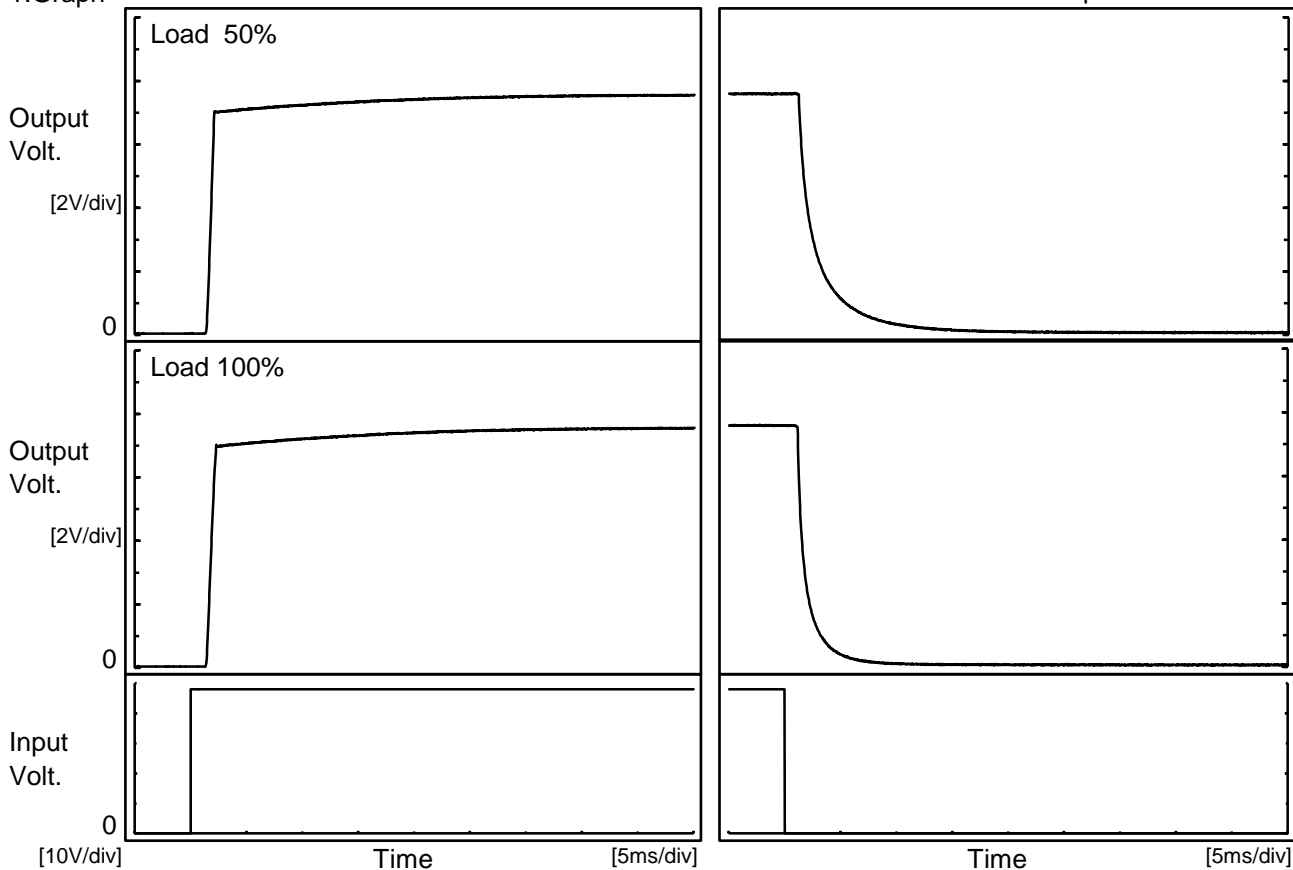 Load 50%
Output
Volt.
[2V/div]
0
Load 100%
Output
Volt.
[2V/div]
0
Input
Volt.
0
[10V/div]
Time
[5ms/div]
Time
[5ms/div]